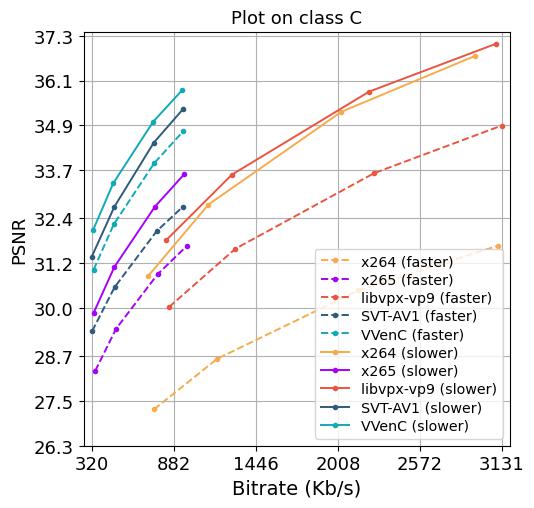 Plot on class C
PSNR
37.3
36.1
34.9
33.7
32.4
31.2
30.0
28.7
27.5
26.3
x264 (faster)
x265 (faster)
libvpx-vp9 (faster)
SVT-AV1 (faster)
VVenC (faster)
x264 (slower)
x265 (slower)
libvpx-vp9 (slower)
SVT-AV1 (slower)
VVenC (slower)
320 882 1446 2008 2572 3131
Bitrate (Kb/s)